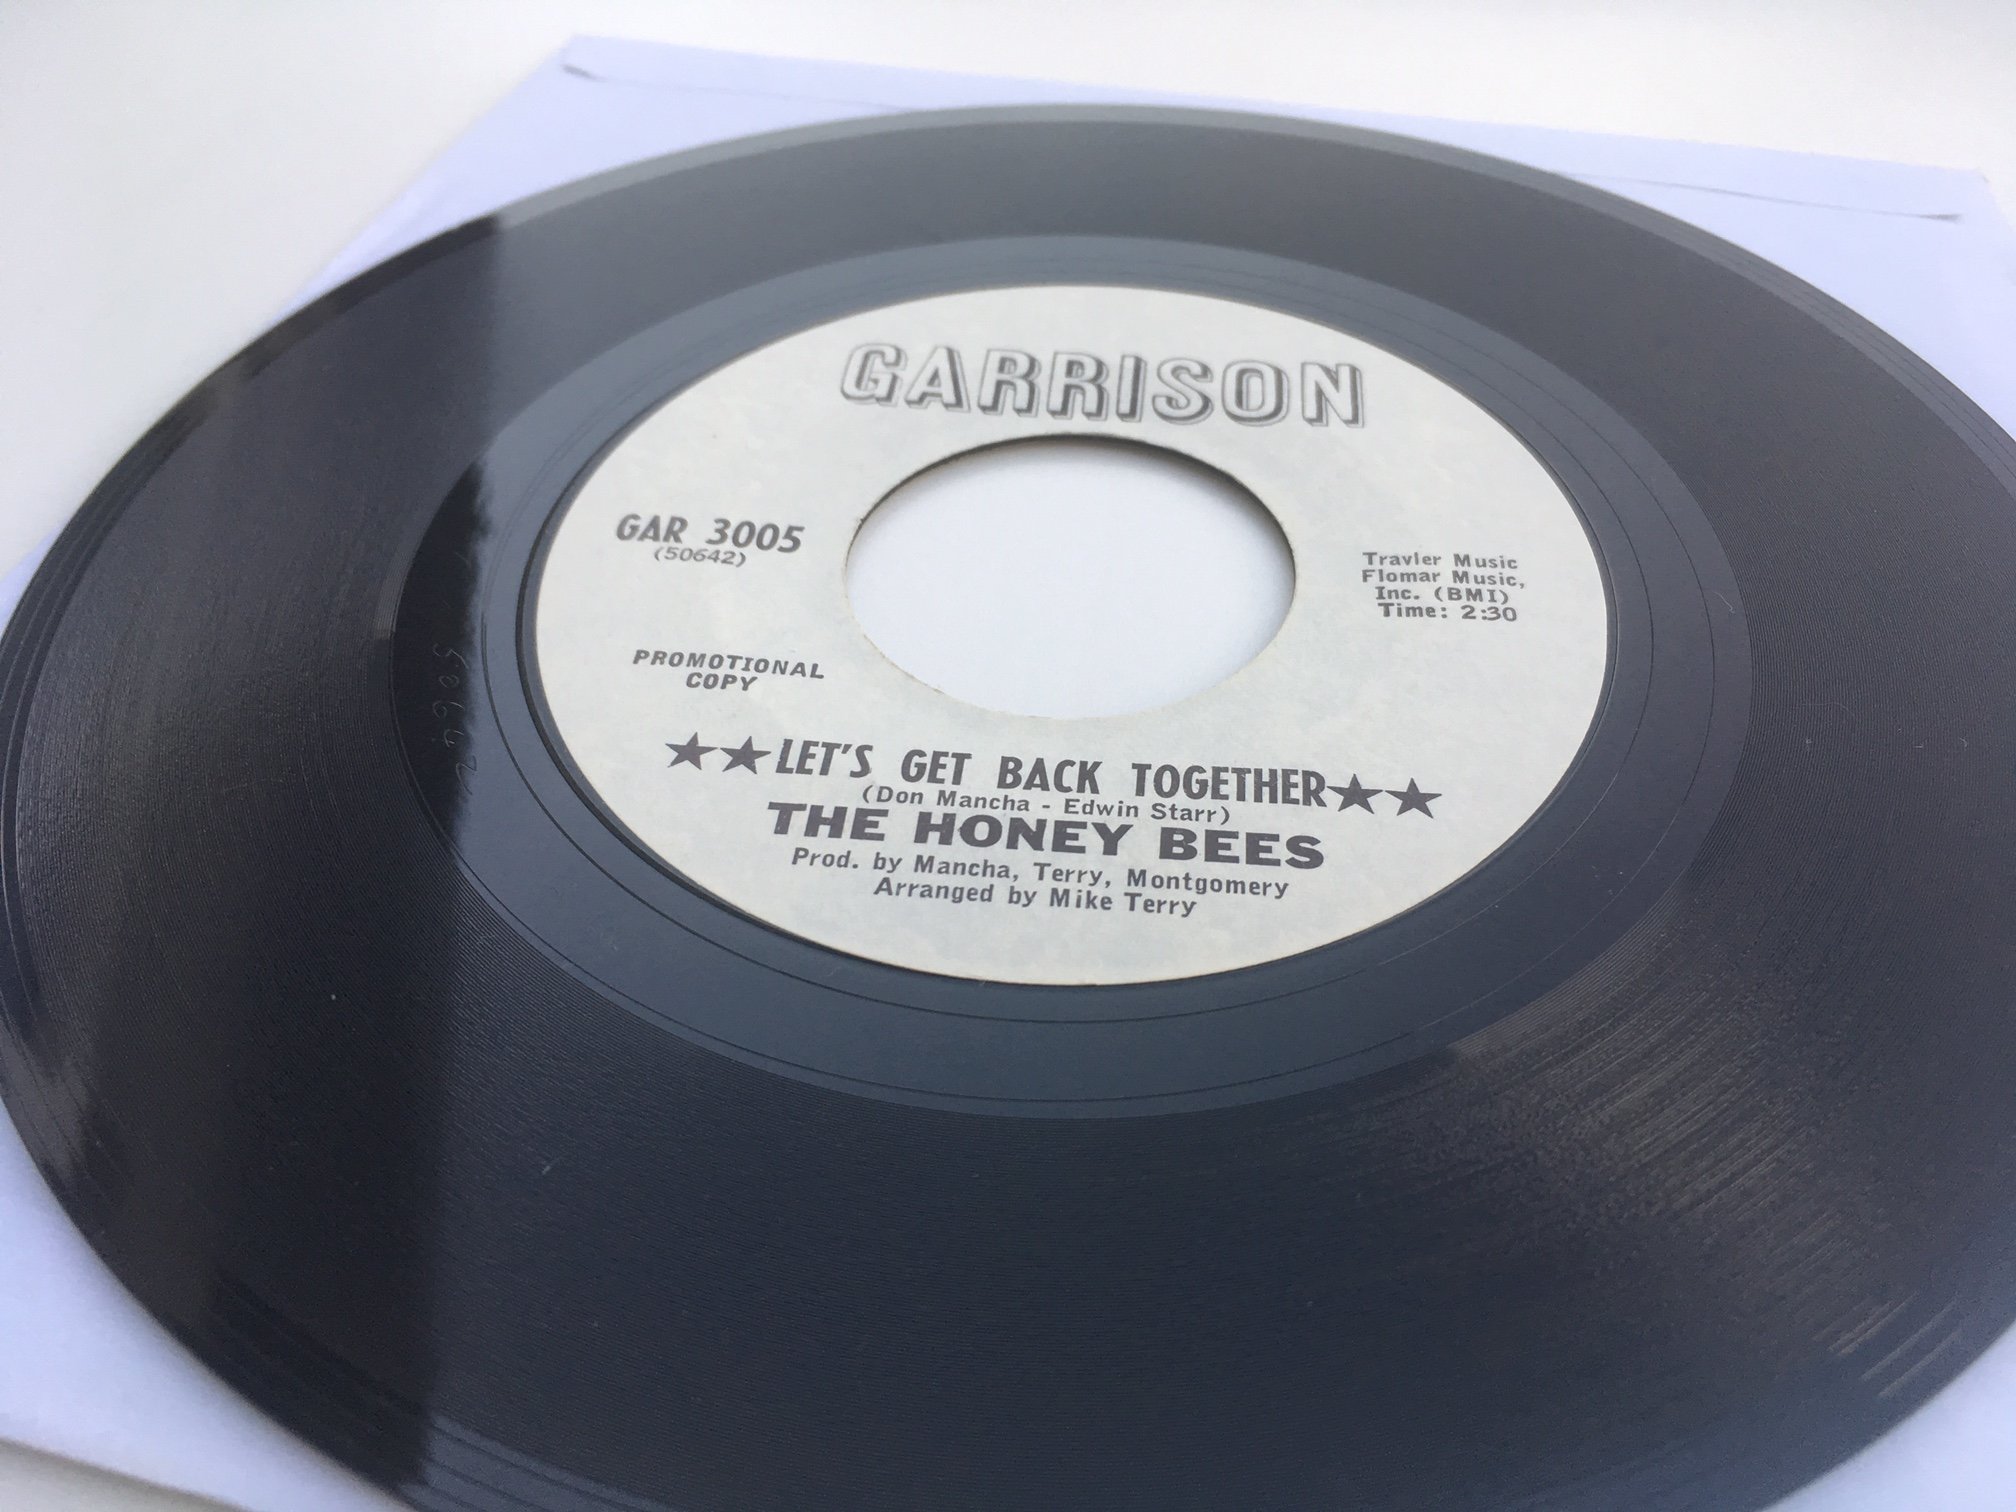 GARRISON
GAR 3005
(50642)
Travler Music
Flomar Music,
Inc. (BMI)
Time: 2:30
PROMOTIONAL
COPY
★★LET'S GET BACK TOGETHER★★
(Don Mancha - Edwin Starr)
THE HONEY BEES
Prod. by Mancha, Terry, Montgomery
Arranged by Mike Terry
50642